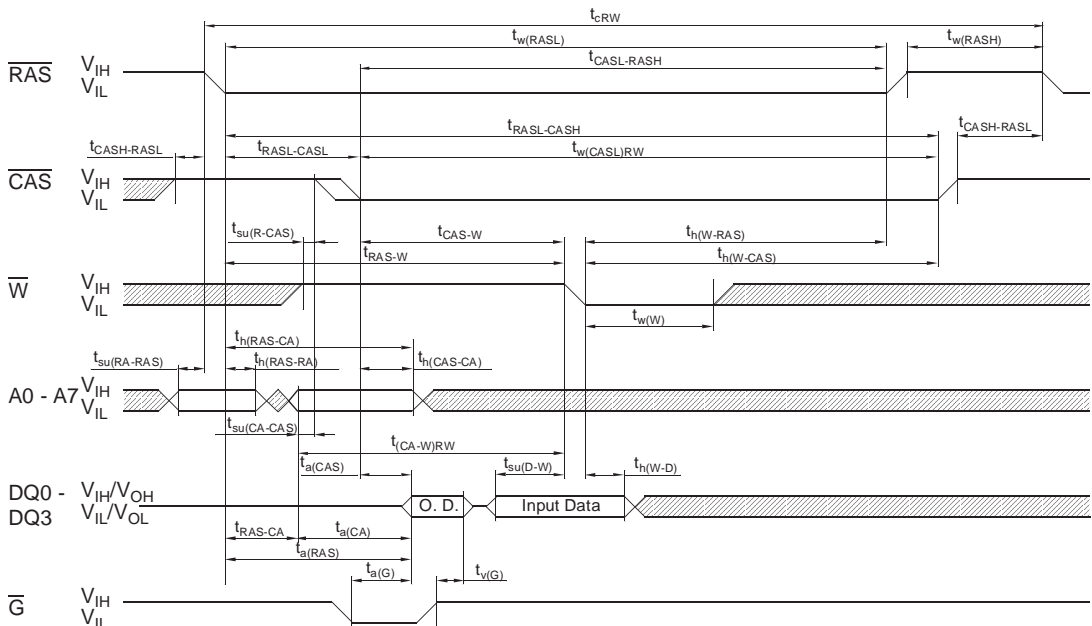 tcRW
tw(RASL)
tw(RASH)
tCASL-RASH
RAS VIH
VIL
tRASL-CASH
tCASH-RASL
tCASH-RASL
tRASL-CASL
tw(CASL)RW
CAS VIH
VIL
tsu(R-CAS)
tCAS-W
th(W-RAS)
tRAS-W
th(W-CAS)
W VIH
VIL
tw(W)
th(RAS-CA)
tsu(RA-RAS)
th(RAS-RA)
th(CAS-CA)
A0 - A7 VIH
VIL
tsu(CA-CAS)
t(CA-W)RW
ta(CAS)
tsu(D-W)
th(W-D)
DQ0 - VIH/VOH
DQ3 VIL/VOL
O. D.
Input Data
tRAS-CA
ta(CA)
ta(RAS)
ta(G)
tv(G)
G VIH
VIL